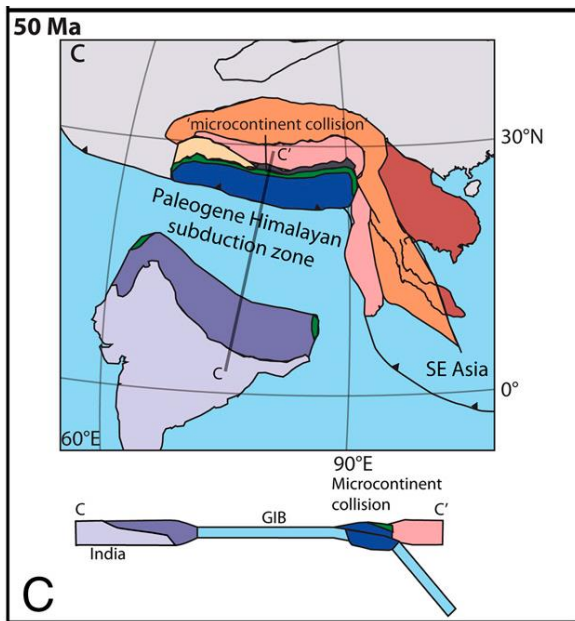 50 Ma
C
30°N
'microcontinent collision'
C'
Paleogene Himalayan
subduction zone
C
SE Asia
0°
60°E
90°E
Microcontinent
collision
C
GIB
C'
India
C